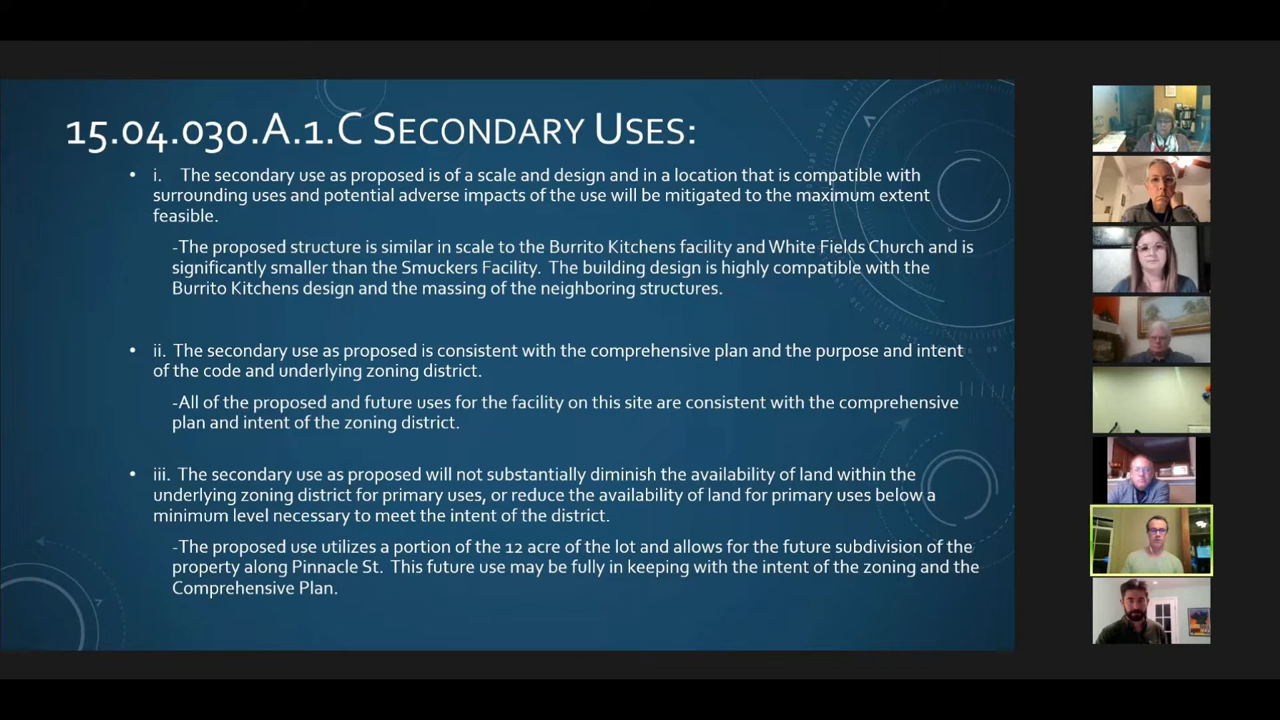 15.04.030.A.1.C Secondary Uses:
• i. The secondary use as proposed is of a scale and design and in a location that is compatible with
surrounding uses and potential adverse impacts of the use will be mitigated to the maximum extent
feasible.
-The proposed structure is similar in scale to the Burrito Kitchens facility and White Fields Church and is
significantly smaller than the Smuckers Facility. The building design is highly compatible with the
Burrito Kitchens design and the massing of the neighboring structures.
• ii. The secondary use as proposed is consistent with the comprehensive plan and the purpose and intent
of the code and underlying zoning district.
-All of the proposed and future uses for the facility on this site are consistent with the comprehensive
plan and intent of the zoning district.
• iii. The secondary use as proposed will not substantially diminish the availability of land within the
underlying zoning district for primary uses, or reduce the availability of land for primary uses below a
minimum level necessary to meet the intent of the district.
-The proposed use utilizes a portion of the 12 acre of the lot and allows for the future subdivision of the
property along Pinnacle St. This future use may be fully in keeping with the intent of the zoning and the
Comprehensive Plan.